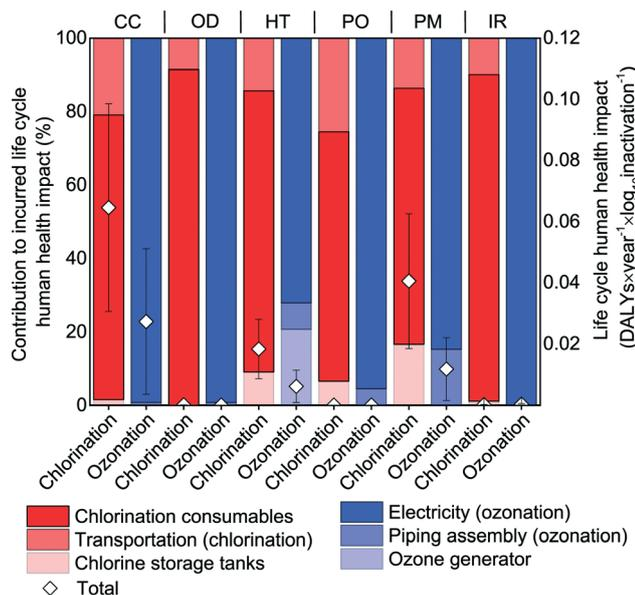 CC | OD | HT | PO | PM | IR
Contribution to incurred life cycle
human health impact (%)
100
80
60
40
20
0
0.12
0.10
0.08
0.06
0.04
0.02
Life cycle human health impact
(DALYs×year⁻¹×log₁₀inactivation⁻¹)
Chlorination
Ozonation
Chlorination
Ozonation
Chlorination
Ozonation
Chlorination
Ozonation
Chlorination
Ozonation
Chlorination
Ozonation
Chlorination consumables
Transportation (chlorination)
Chlorine storage tanks
Total
Electricity (ozonation)
Piping assembly (ozonation)
Ozone generator